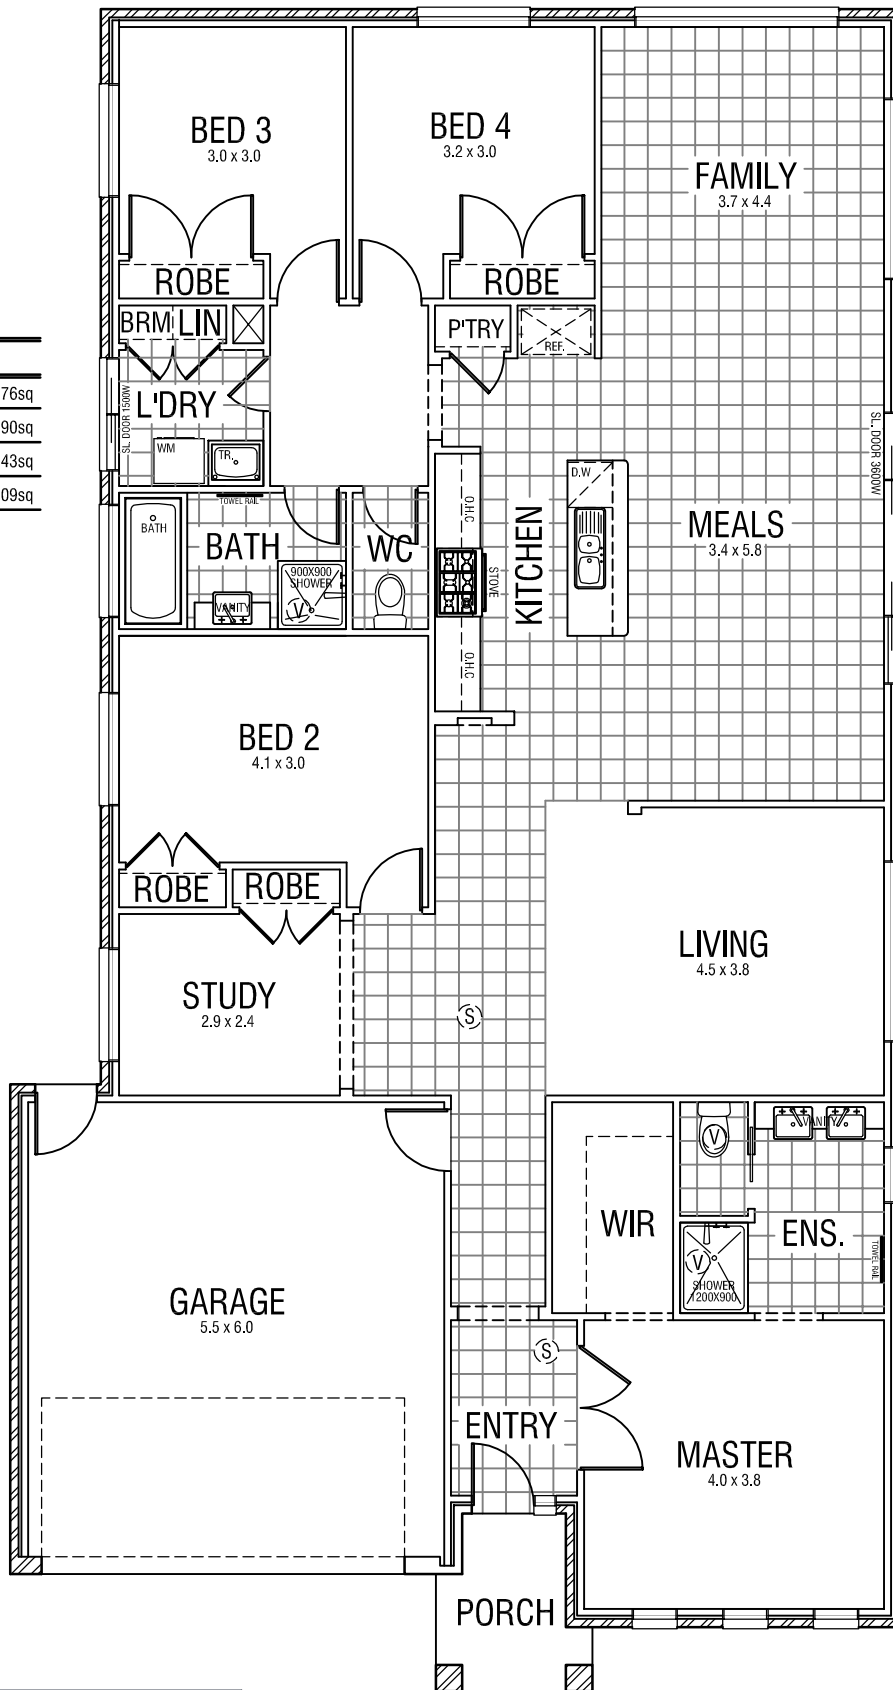 BED 3
3.0 x 3.0
BED 4
3.2 x 3.0
FAMILY
3.7 x 4.4
ROBE
ROBE
BRM LIN
P'TRY
REF.
76sq
90sq
43sq
09sq
SL. DOOR 1500W
L'DRY
WM
TR.
TOWEL RAIL
BATH
BATH
VANITY
900X900
SHOWER
V
WC
O.H.C
STOVE
O.H.C
KITCHEN
D.W
MEALS
3.4 x 5.8
SL. DOOR 3600W
BED 2
4.1 x 3.0
ROBE
ROBE
STUDY
2.9 x 2.4
LIVING
4.5 x 3.8
S
WIR
V
VANITY
ENS.
TOWEL RAIL
V
SHOWER
1200X900
GARAGE
5.5 x 6.0
S
ENTRY
MASTER
4.0 x 3.8
PORCH